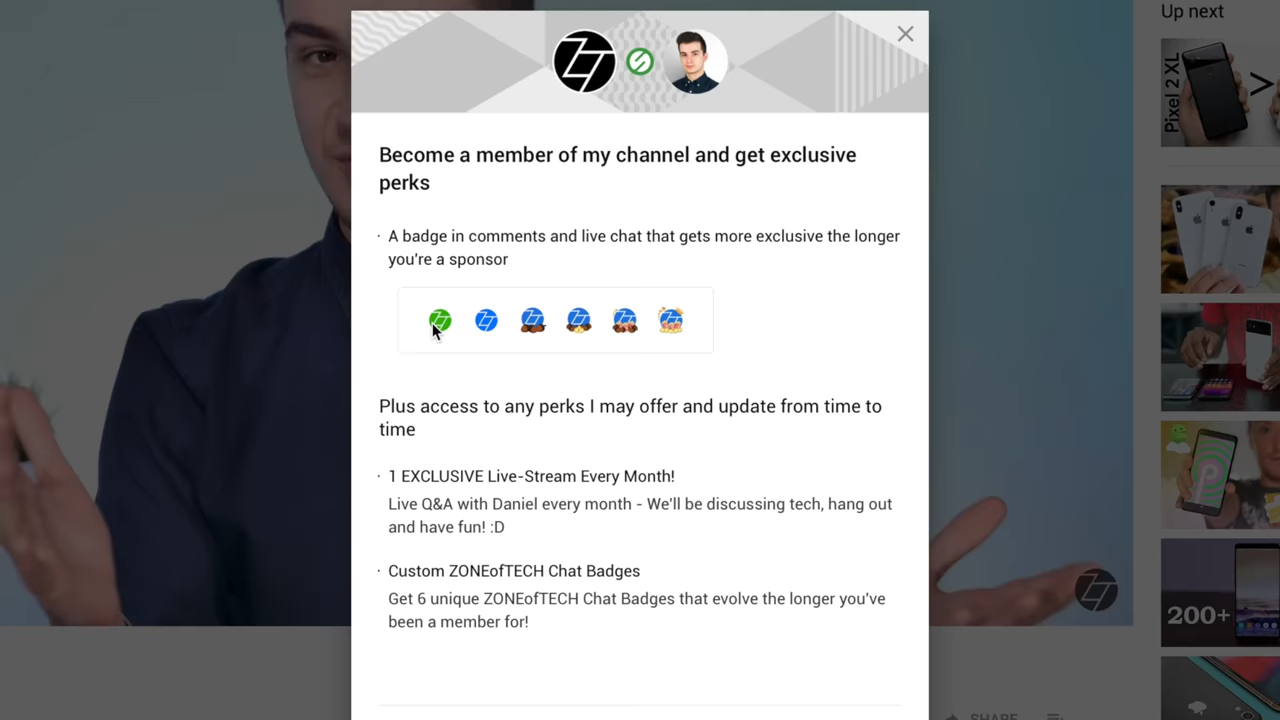 Up next
Pixel 2 XL >
Become a member of my channel and get exclusive
perks
· A badge in comments and live chat that gets more exclusive the longer
you're a sponsor
Plus access to any perks I may offer and update from time to
time
· 1 EXCLUSIVE Live-Stream Every Month!
Live Q&A with Daniel every month - We'll be discussing tech, hang out
and have fun! :D
· Custom ZONEofTECH Chat Badges
Get 6 unique ZONEofTECH Chat Badges that evolve the longer you've
been a member for!
200+
SHARE